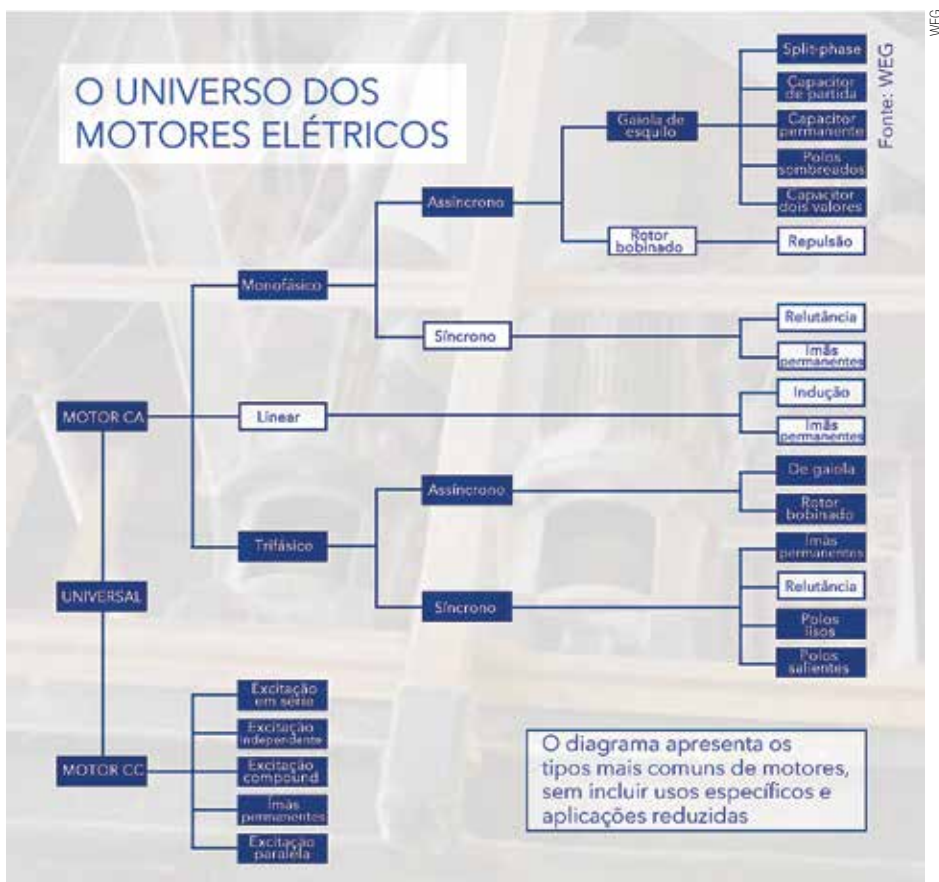 WEG
O UNIVERSO DOS
MOTORES ELÉTRICOS
Fonte: WEG
Split-phase
Capacitor
de partida
Gaiola de
esquilo
Capacitor
permanente
Polos
sombreados
Capacitor
dois valores
Assíncrono
Rotor
bobinado
Repulsão
Monofásico
Síncrono
Relutância
Imãs
permanentes
MOTOR CA
Linear
Indução
Imãs
permanentes
Assíncrono
De gaiola
Rotor
bobinado
Trifásico
Imãs
permanentes
Relutância
UNIVERSAL
Síncrono
Polos
lisos
Polos
salientes
Excitação
em série
Excitação
independente
MOTOR CC
Excitação
compound
Ímãs
permanentes
Excitação
paralela
O diagrama apresenta os
tipos mais comuns de motores,
sem incluir usos específicos e
aplicações reduzidas